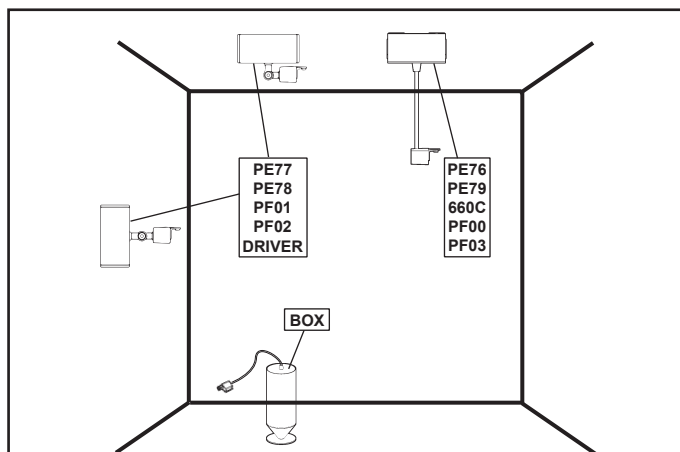 PE77
PE78
PF01
PF02
DRIVER
PE76
PE79
660C
PF00
PF03
BOX